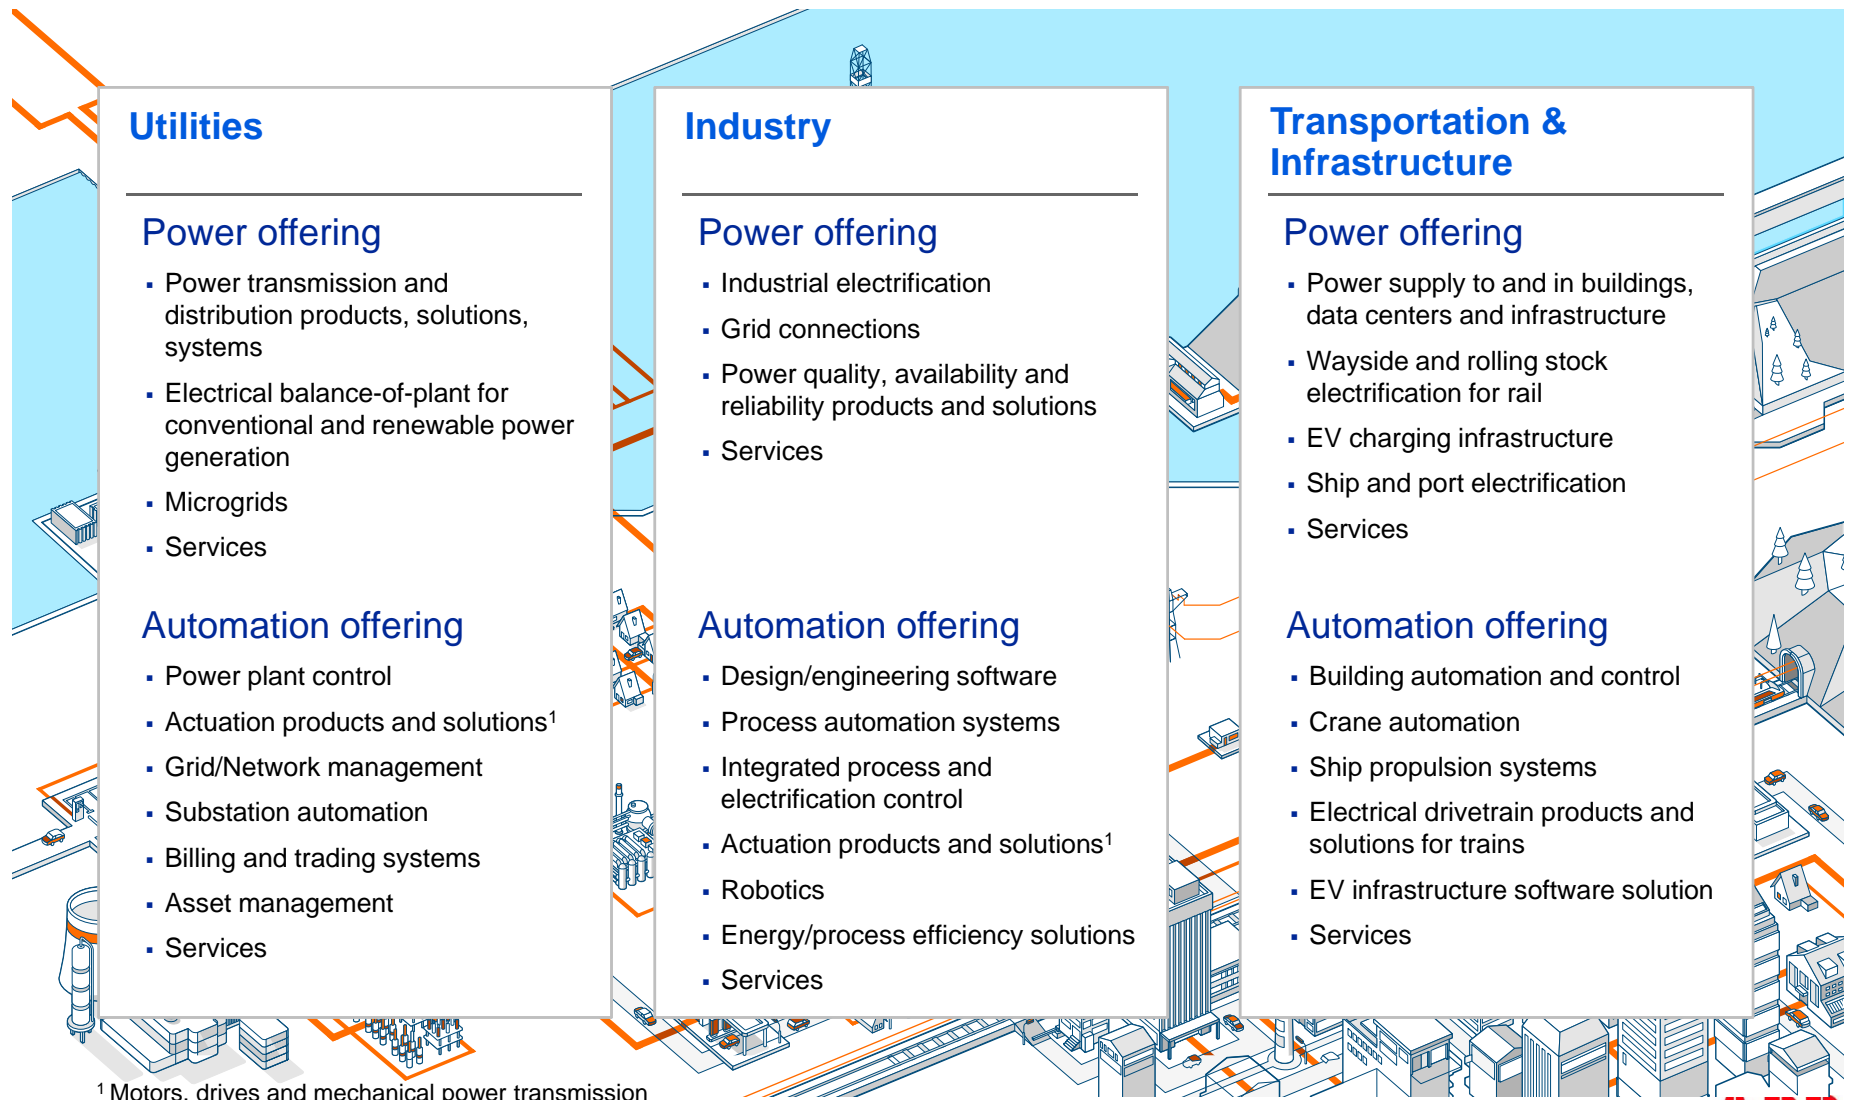 Utilities
Power offering
▪ Power transmission and
distribution products, solutions,
systems
▪ Electrical balance-of-plant for
conventional and renewable power
generation
▪ Microgrids
▪ Services
Automation offering
▪ Power plant control
▪ Actuation products and solutions¹
▪ Grid/Network management
▪ Substation automation
▪ Billing and trading systems
▪ Asset management
▪ Services
Industry
Power offering
▪ Industrial electrification
▪ Grid connections
▪ Power quality, availability and
reliability products and solutions
▪ Services
Automation offering
▪ Design/engineering software
▪ Process automation systems
▪ Integrated process and
electrification control
▪ Actuation products and solutions¹
▪ Robotics
▪ Energy/process efficiency solutions
▪ Services
Transportation &
Infrastructure
Power offering
▪ Power supply to and in buildings,
data centers and infrastructure
▪ Wayside and rolling stock
electrification for rail
▪ EV charging infrastructure
▪ Ship and port electrification
▪ Services
Automation offering
▪ Building automation and control
▪ Crane automation
▪ Ship propulsion systems
▪ Electrical drivetrain products and
solutions for trains
▪ EV infrastructure software solution
▪ Services
¹ Motors, drives and mechanical power transmission